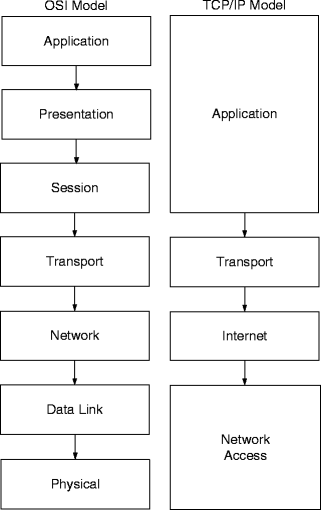 OSI Model
Application
Presentation
Session
Transport
Network
Data Link
Physical
TCP/IP Model
Application
Transport
Internet
Network
Access